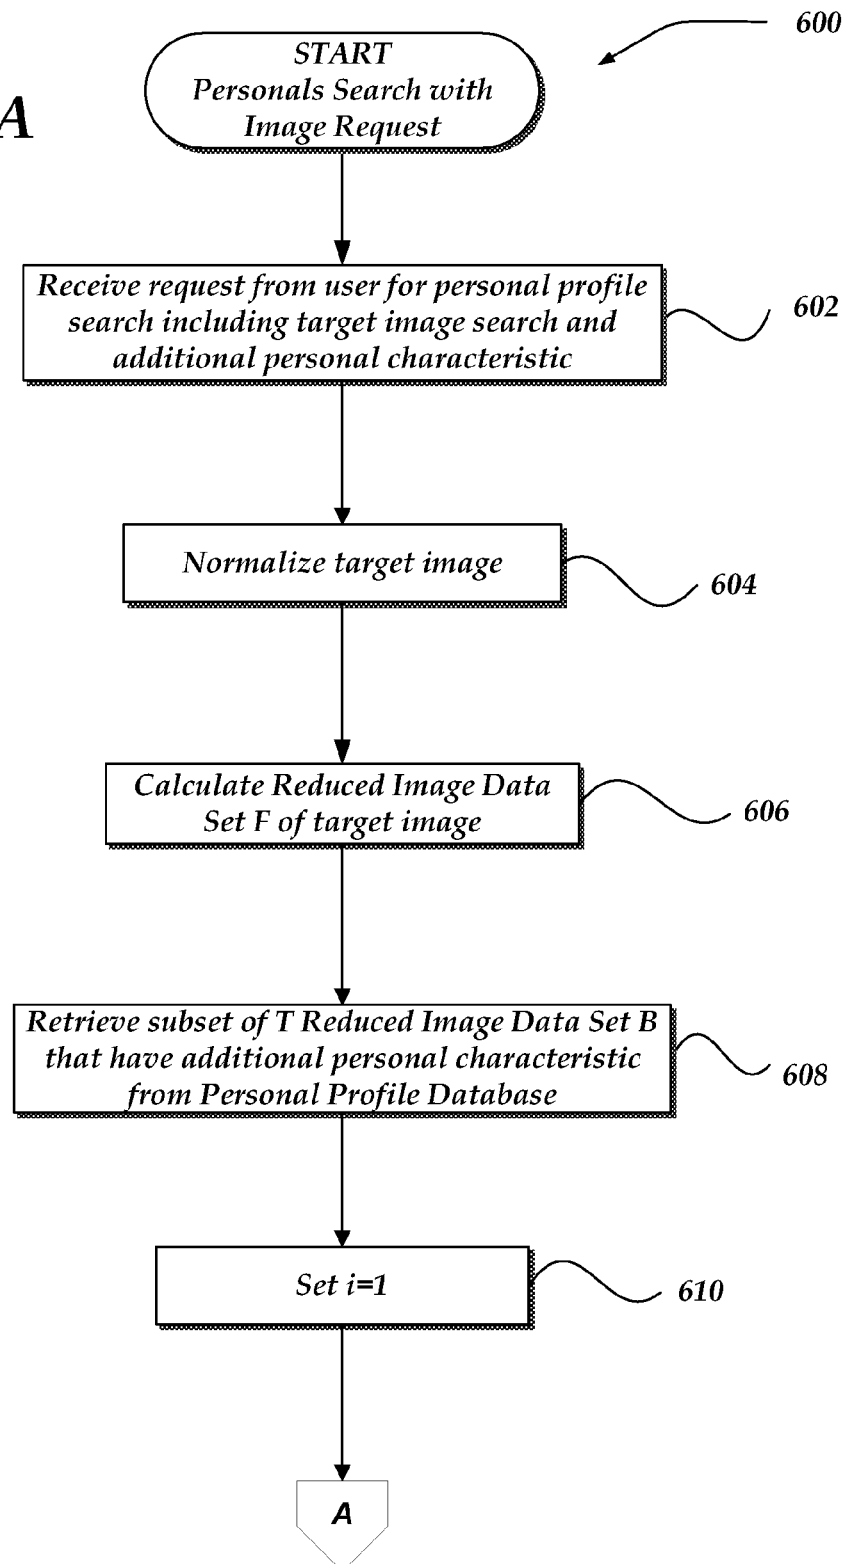 600
START
Personals Search with
Image Request
A
Receive request from user for personal profile
search including target image search and
additional personal characteristic
602
Normalize target image
604
Calculate Reduced Image Data
Set F of target image
606
Retrieve subset of T Reduced Image Data Set B
that have additional personal characteristic
from Personal Profile Database
608
Set i=1
610
A